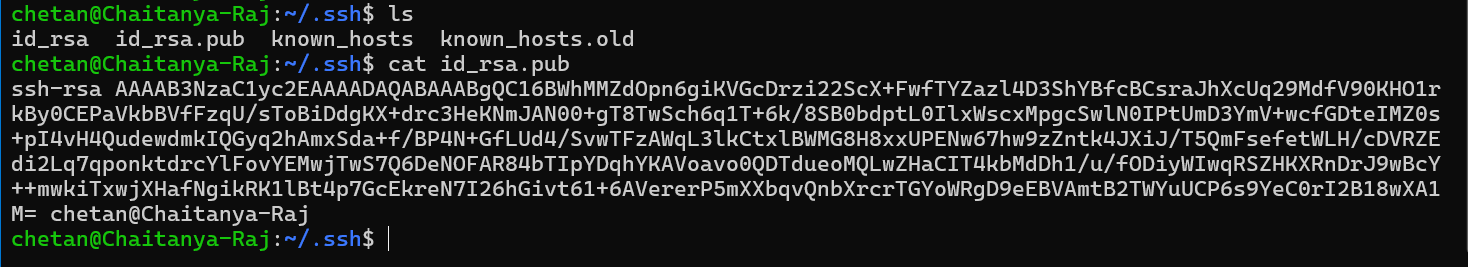 chetan@Chaitanya-Raj:~/.ssh$ ls
id_rsa  id_rsa.pub  known_hosts  known_hosts.old
chetan@Chaitanya-Raj:~/.ssh$ cat id_rsa.pub
ssh-rsa AAAAB3NzaC1yc2EAAAADAQABAAABgQC16BWhMMZdOpn6giKVGcDrzi22ScX+FwfTYZazl4D3ShYBfcBCsraJhXcUq29MdfV90KHO1r
kBy0CEPaVkbBVfFzqU/sToBiDdgKX+drc3HeKNmJAN00+gT8TwSch6q1T+6k/8SB0bdptL0IlxWscxMpgcSwlN0IPtUmD3YmV+wcfGDteIMZ0s
+pI4vH4QudewdmkIQGyq2hAmxSda+f/BP4N+GfLUd4/SvwTFzAWqL3lkCtxlBWMG8H8xxUPENw67hw9zZntk4JXiJ/T5QmFsefetWLH/cDVRZE
di2Lq7qponktdrcYlFovYEMwjTwS7Q6DeNOFAR84bTIpYDqhYKAVoavo0QDTdueoMQLwZHaCIT4kbMdDh1/u/fODiyWIwqRSZHKXRnDrJ9wBcY
++mwkiTxwjXHafNgikRK1lBt4p7GcEkreN7I26hGivt61+6AVererP5mXXbqvQnbXrcrTGYoWRgD9eEBVAmtB2TWYuUCP6s9YeC0rI2B18wXA1
M= chetan@Chaitanya-Raj
chetan@Chaitanya-Raj:~/.ssh$